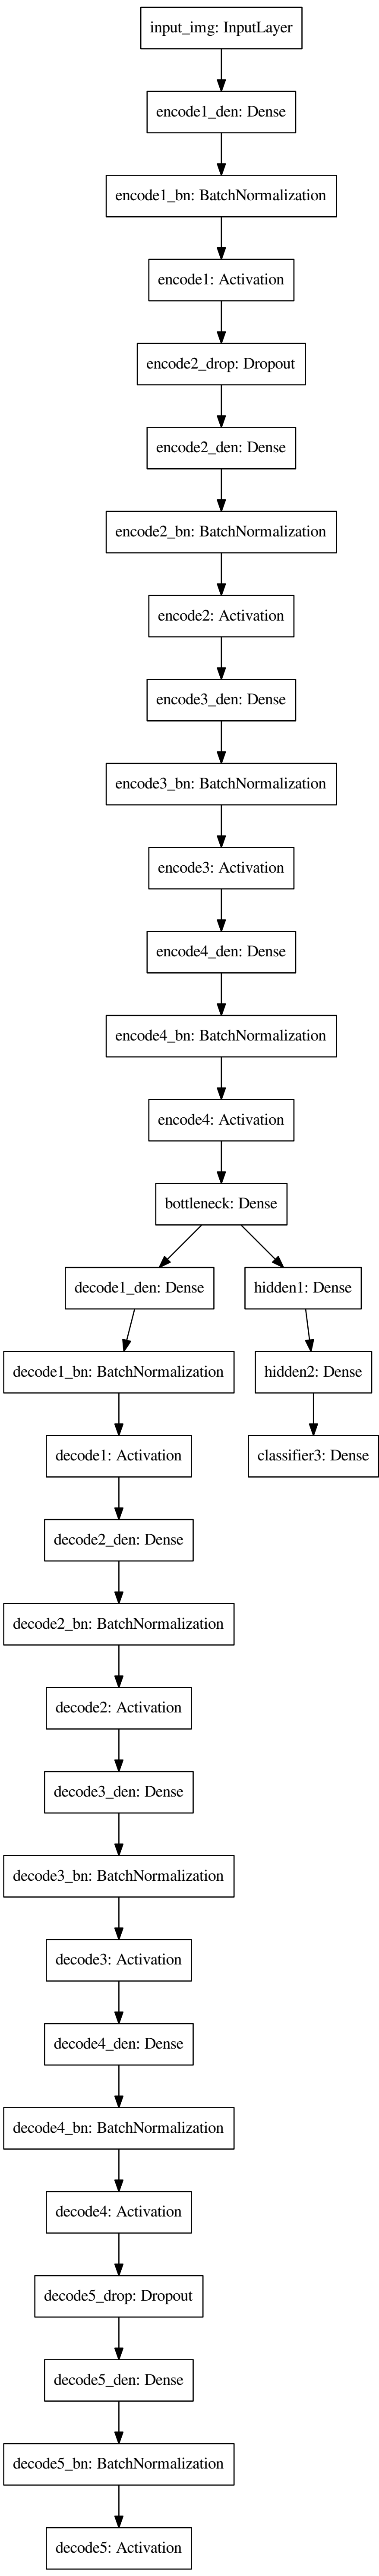 input_img: InputLayer
encode1_den: Dense
encode1_bn: BatchNormalization
encode1: Activation
encode2_drop: Dropout
encode2_den: Dense
encode2_bn: BatchNormalization
encode2: Activation
encode3_den: Dense
encode3_bn: BatchNormalization
encode3: Activation
encode4_den: Dense
encode4_bn: BatchNormalization
encode4: Activation
bottleneck: Dense
decode1_den: Dense
hidden1: Dense
decode1_bn: BatchNormalization
hidden2: Dense
decode1: Activation
classifier3: Dense
decode2_den: Dense
decode2_bn: BatchNormalization
decode2: Activation
decode3_den: Dense
decode3_bn: BatchNormalization
decode3: Activation
decode4_den: Dense
decode4_bn: BatchNormalization
decode4: Activation
decode5_drop: Dropout
decode5_den: Dense
decode5_bn: BatchNormalization
decode5: Activation